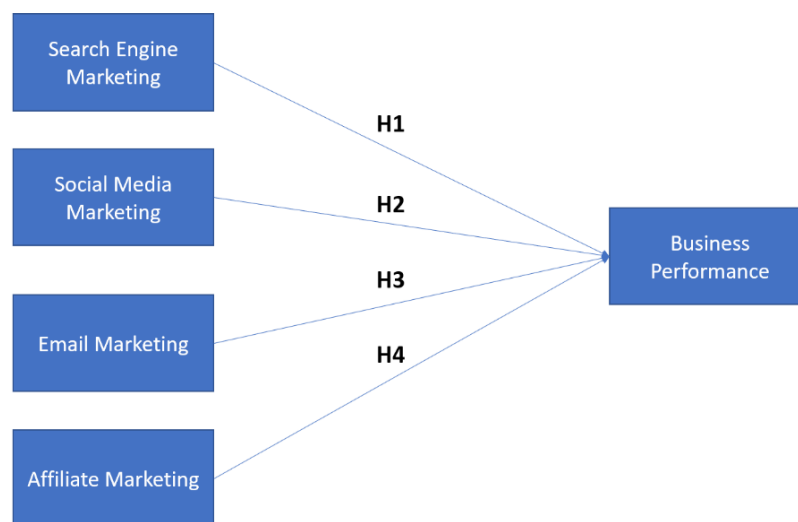 Search Engine
Marketing
H1
Social Media
Marketing
H2
Business
Performance
H3
Email Marketing
H4
Affiliate Marketing